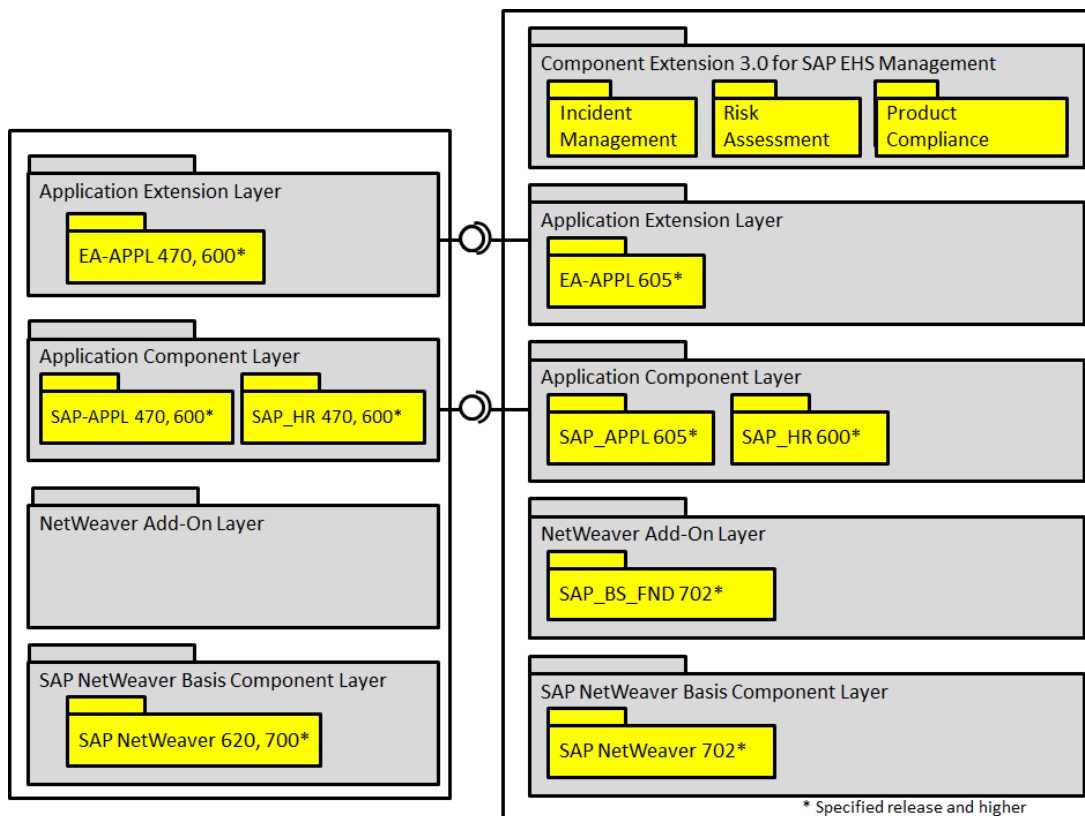 Application Extension Layer
EA-APPL 470, 600*
Application Component Layer
SAP-APPL 470, 600*
SAP_HR 470, 600*
NetWeaver Add-On Layer
SAP NetWeaver Basis Component Layer
SAP NetWeaver 620, 700*
Component Extension 3.0 for SAP EHS Management
Incident
Management
Risk
Assessment
Product
Compliance
Application Extension Layer
EA-APPL 605*
Application Component Layer
SAP_APPL 605*
SAP_HR 600*
NetWeaver Add-On Layer
SAP_BS_FND 702*
SAP NetWeaver Basis Component Layer
SAP NetWeaver 702*
* Specified release and higher